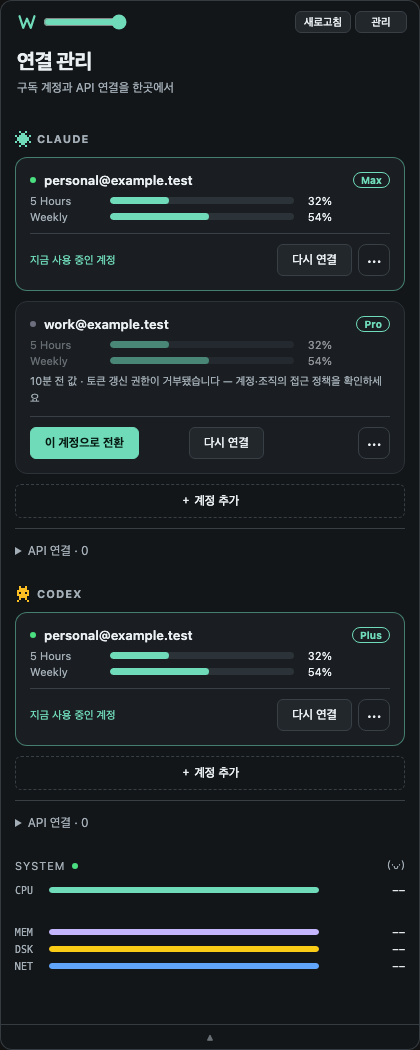 W
새로고침
관리
연결 관리
구독 계정과 API 연결을 한곳에서
CLAUDE
personal@example.test
Max
5 Hours 32%
Weekly 54%
지금 사용 중인 계정
다시 연결
...
work@example.test
Pro
5 Hours 32%
Weekly 54%
10분 전 값 · 토큰 갱신 권한이 거부됐습니다 — 계정·조직의 접근 정책을 확인하세
요
이 계정으로 전환
다시 연결
...
+ 계정 추가
▶ API 연결 · 0
CODEX
personal@example.test
Plus
5 Hours 32%
Weekly 54%
지금 사용 중인 계정
다시 연결
...
+ 계정 추가
▶ API 연결 · 0
SYSTEM
CPU --
MEM --
DSK --
NET --
▲